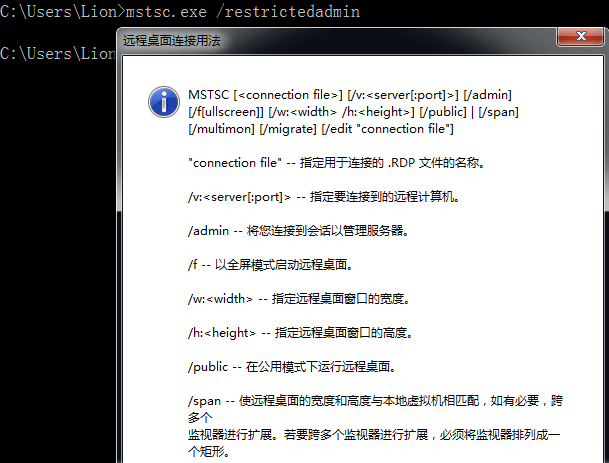 C:\Users\Lion>mstsc.exe /restrictedadmin
C:\Users\Lion
远程桌面连接用法
MSTSC [<connection file>] [/v:<server[:port]>] [/admin]
[/f[ullscreen]] [/w:<width> /h:<height>] [/public] | [/span]
[/multimon] [/migrate] [/edit "connection file"]
"connection file" -- 指定用于连接的 .RDP 文件的名称。
/v:<server[:port]> -- 指定要连接到的远程计算机。
/admin -- 将您连接到会话以管理服务器。
/f -- 以全屏模式启动远程桌面。
/w:<width> -- 指定远程桌面窗口的宽度。
/h:<height> -- 指定远程桌面窗口的高度。
/public -- 在公用模式下运行远程桌面。
/span -- 使远程桌面的宽度和高度与本地虚拟机相匹配，如有必要，跨
多个
监视器进行扩展。若要跨多个监视器进行扩展，必须将监视器排列成一
个矩形。